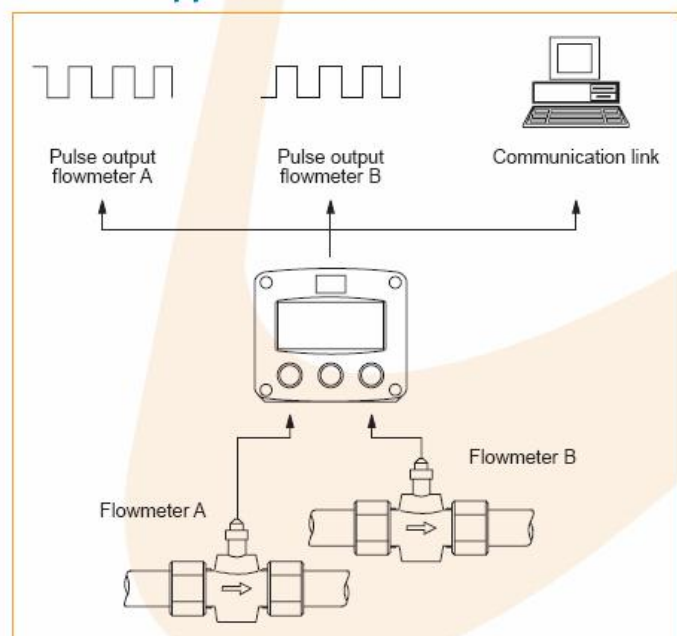 Pulse output
flowmeter A
Pulse output
flowmeter B
Communication link
Flowmeter B
Flowmeter A